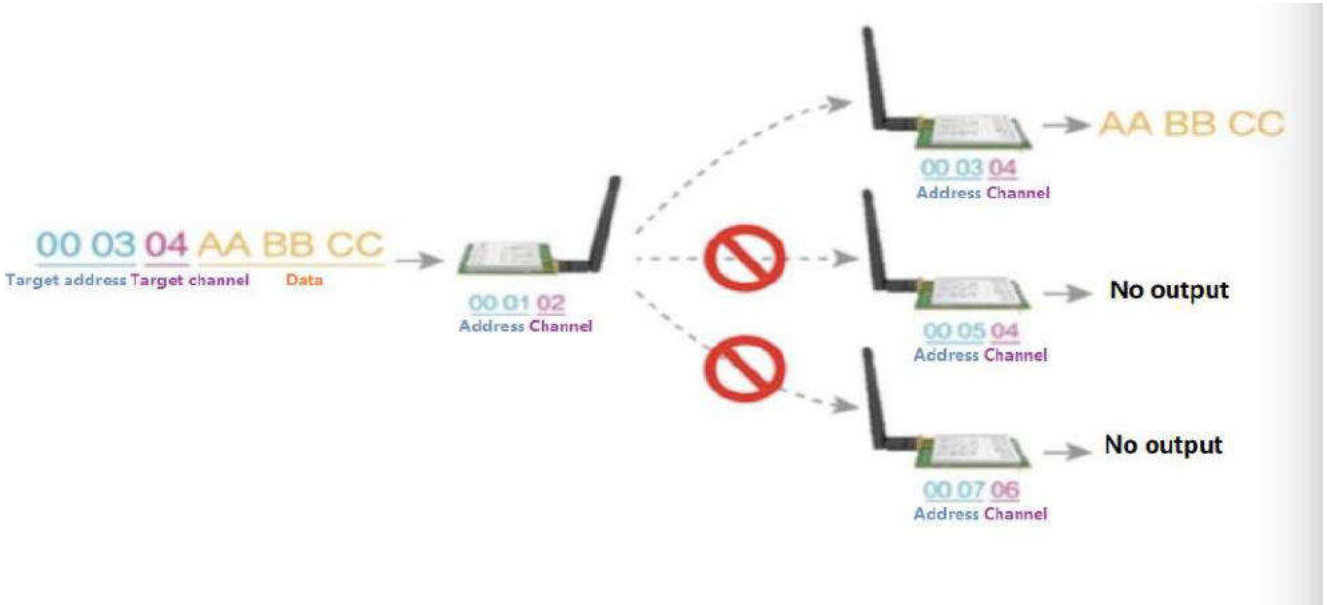 00 03 04 AA BB CC
Target address Target channel Data
00 01 02
Address Channel
AA BB CC
00 03 04
Address Channel
No output
00 05 04
Address Channel
No output
00 07 06
Address Channel